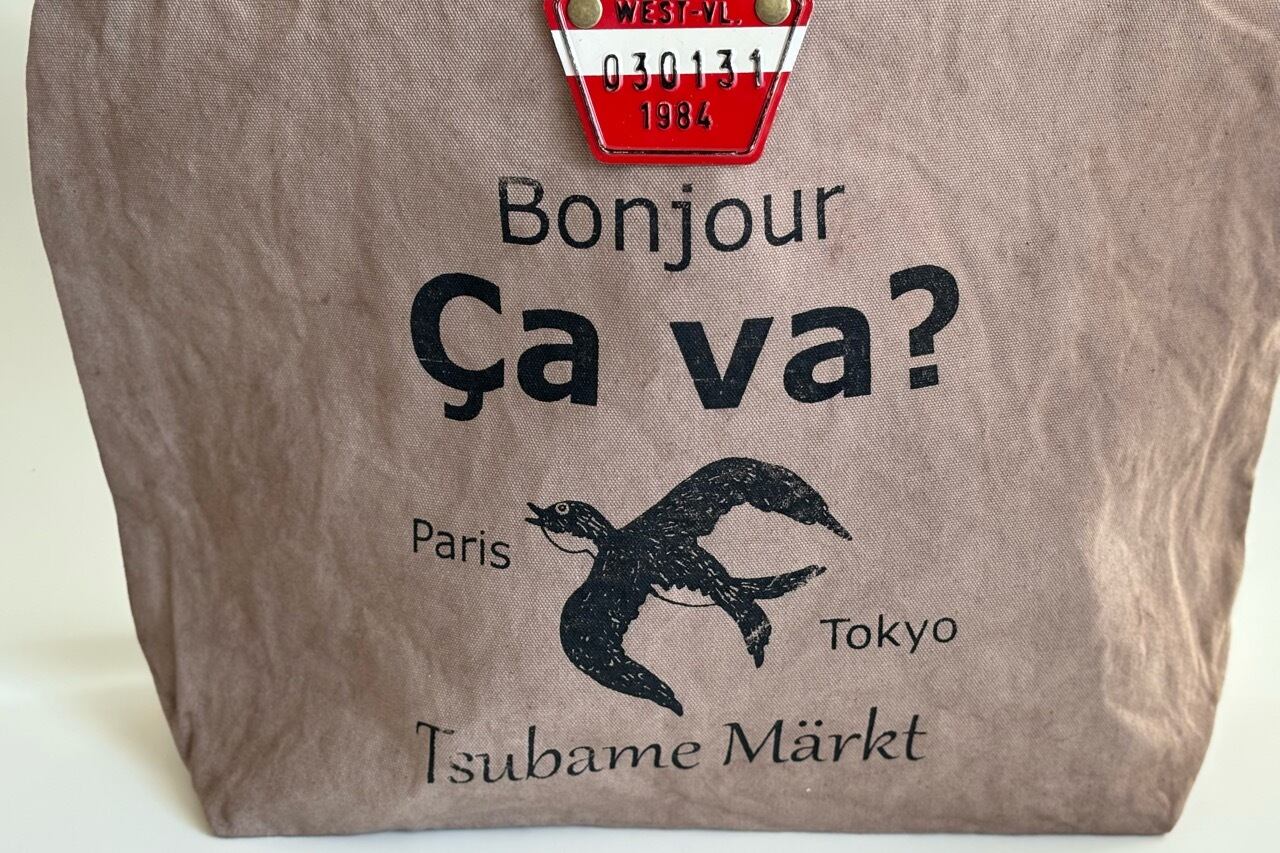 WEST-VL.
030131
1984
Bonjour
Ça va?
Paris
Tokyo
Tsubame Märkt